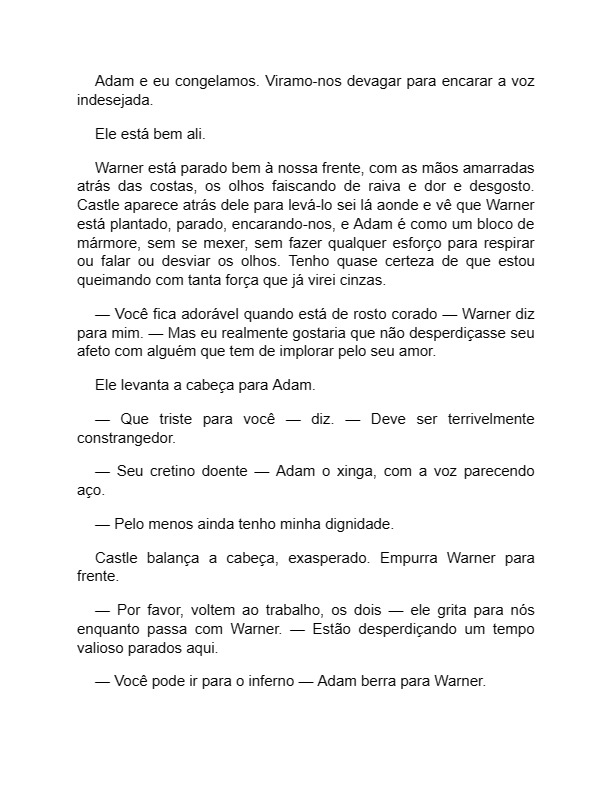 Adam e eu congelamos. Viramo-nos devagar para encarar a voz
indesejada.
Ele está bem ali.
Warner está parado bem à nossa frente, com as mãos amarradas
atrás das costas, os olhos faiscando de raiva e dor e desgosto.
Castle aparece atrás dele para levá-lo sei lá aonde e vê que Warner
está plantado, parado, encarando-nos, e Adam é como um bloco de
mármore, sem se mexer, sem fazer qualquer esforço para respirar
ou falar ou desviar os olhos. Tenho quase certeza de que estou
queimando com tanta força que já virei cinzas.
— Você fica adorável quando está de rosto corado — Warner diz
para mim. — Mas eu realmente gostaria que não desperdiçasse seu
afeto com alguém que tem de implorar pelo seu amor.
Ele levanta a cabeça para Adam.
— Que triste para você — diz. — Deve ser terrivelmente
constrangedor.
— Seu cretino doente — Adam o xinga, com a voz parecendo
aço.
— Pelo menos ainda tenho minha dignidade.
Castle balança a cabeça, exasperado. Empurra Warner para
frente.
— Por favor, voltem ao trabalho, os dois — ele grita para nós
enquanto passa com Warner. — Estão desperdiçando um tempo
valioso parados aqui.
— Você pode ir para o inferno — Adam berra para Warner.